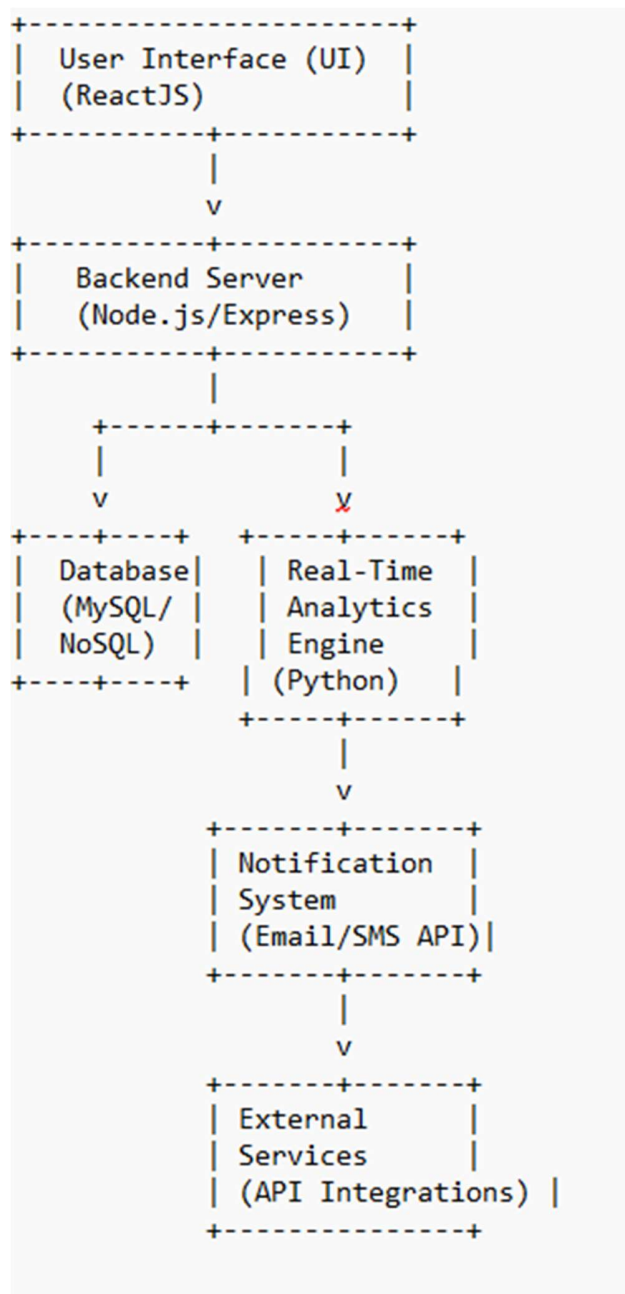 +-----------------------+
|  User Interface (UI)  |
|  (ReactJS)            |
+-----------+-----------+
            |
            v
+-----------+-----------+
|   Backend Server      |
|   (Node.js/Express)   |
+-----------+-----------+
            |
     +------+-------+
     |              |
     v              v
+----+----+   +-----+------+
|  Database|   | Real-Time  |
|  (MySQL/ |   | Analytics  |
|  NoSQL)  |   | Engine     |
+----+----+   | (Python)   |
              +-----+------+
                    |
                    v
            +-------+-------+
            | Notification  |
            | System        |
            | (Email/SMS API)|
            +-------+-------+
                    |
                    v
            +-------+-------+
            | External      |
            | Services      |
            | (API Integrations) |
            +---------------+